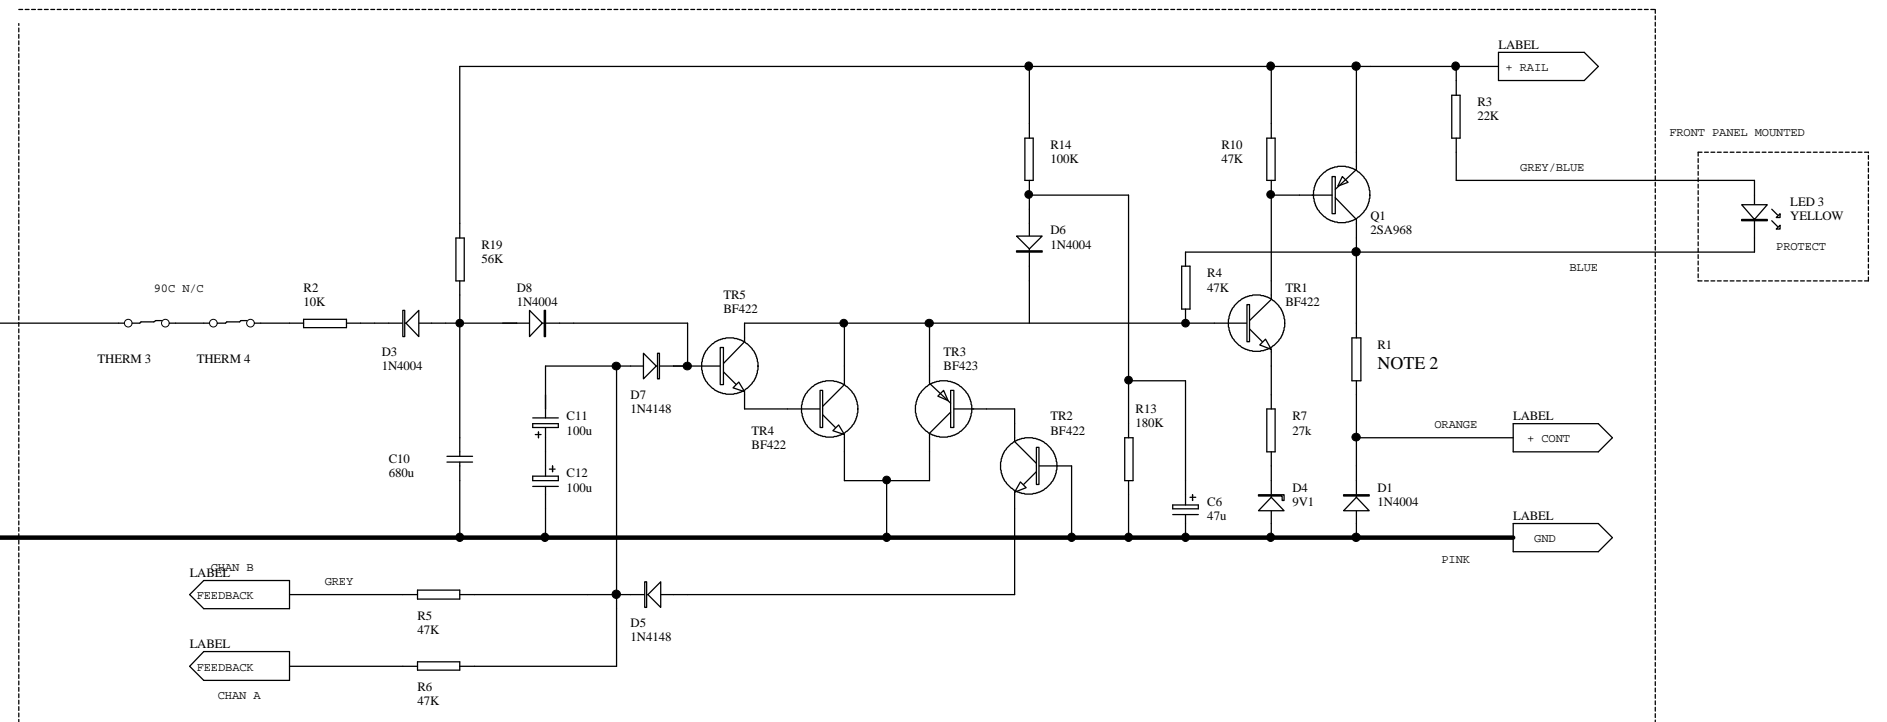 LABEL
+ RAIL
R3
22K
FRONT PANEL MOUNTED
R14
100K
R10
47K
GREY/BLUE
LED 3
YELLOW
Q1
2SA968
D6
1N4004
R19
56K
PROTECT
BLUE
R4
47K
90C N/C
R2
10K
D8
1N4004
TR5
BF422
TR1
BF422
THERM 3
THERM 4
D3
1N4004
TR3
BF423
R1
NOTE 2
D7
1N4148
C11
+
100u
TR4
BF422
TR2
BF422
R13
180K
R7
27k
ORANGE
LABEL
+ CONT
C10
680u
+
C12
100u
+
C6
47u
D4
9V1
D1
1N4004
LABEL
GND
PINK
CHAN B
LABEL
FEEDBACK
GREY
R5
47K
D5
1N4148
LABEL
FEEDBACK
CHAN A
R6
47K